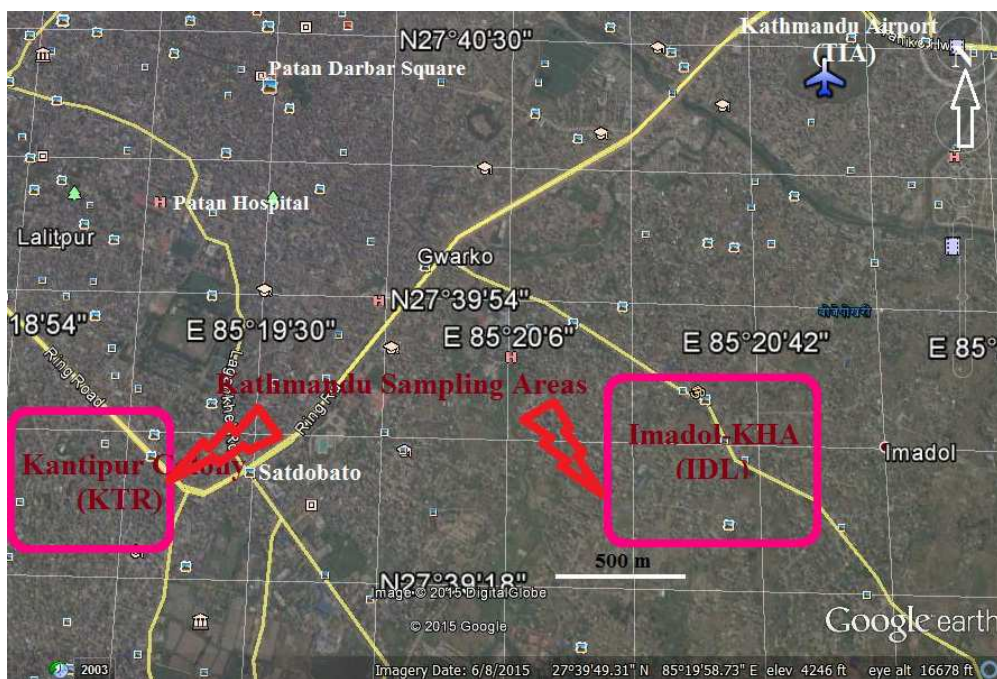 N27°40'30"
Kathmandu Airport
(TIA)
N
Patan Darbar Square
H Patan Hospital
Lalitpur
Gwarko
N27°39'54"
18'54"
E 85°19'30"
E 85°20'6"
E 85°20'42"
E 85°
Ring Road
Ring Road
Kathmandu Sampling Areas
Kantipur Colony
(KTR)
Satdobato
Imadol-KHA
(IDL)
Imadol
500 m
N27°39'18"
Image © 2015 DigitalGlobe
© 2015 Google
Google earth
2003
Imagery Date: 6/8/2015 27°39'49.31" N 85°19'58.73" E elev 4246 ft eye alt 16678 ft